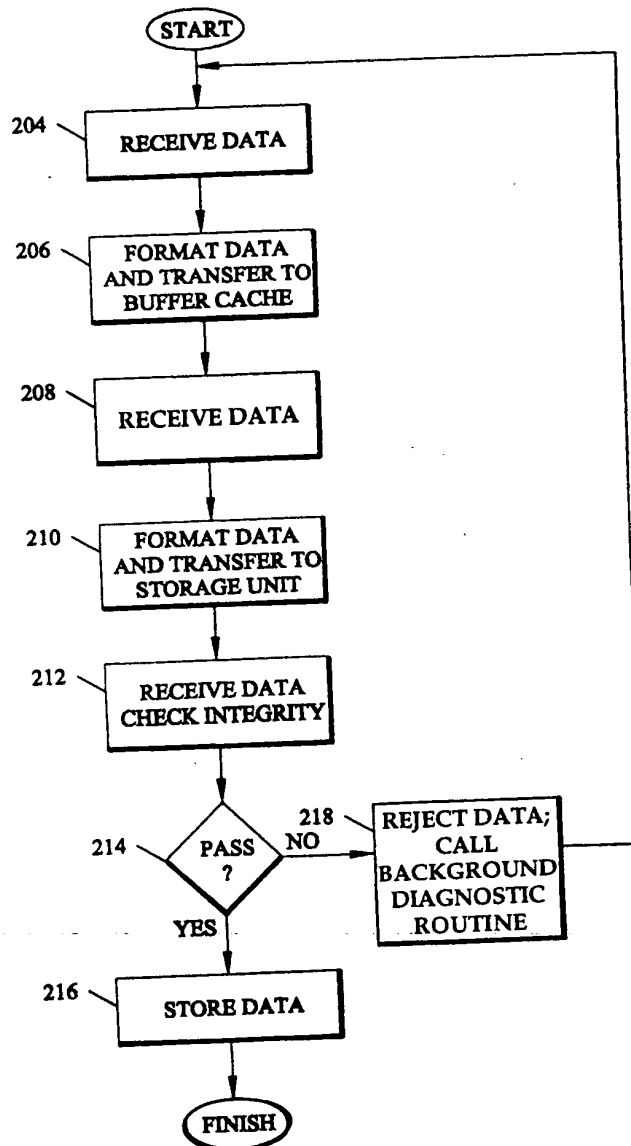 START
204
RECEIVE DATA
206
FORMAT DATA
AND TRANSFER TO
BUFFER CACHE
208
RECEIVE DATA
210
FORMAT DATA
AND TRANSFER TO
STORAGE UNIT
212
RECEIVE DATA
CHECK INTEGRITY
214
PASS
?
NO
YES
218
REJECT DATA;
CALL
BACKGROUND
DIAGNOSTIC
ROUTINE
216
STORE DATA
FINISH